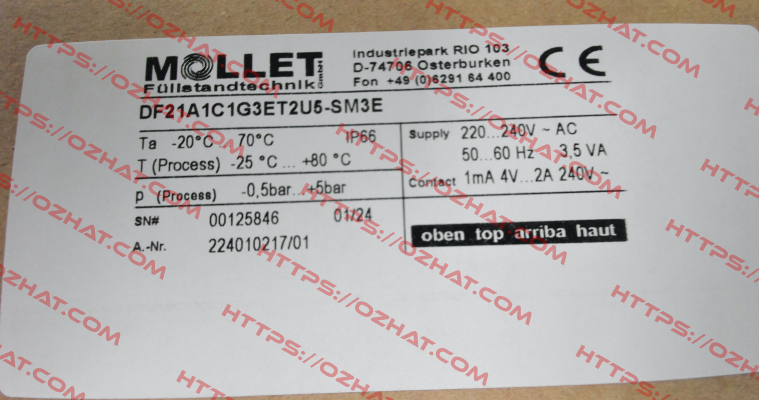 MOLLET
Füllstandtechnik GmbH
Industriepark RIO 103
D-74706 Osterburken
Fon +49 (0)6291 64 400
CE
DF21A1C1G3ET2U5-SM3E
Ta -20°C 70°C IP66
T (Process) -25 °C ... +80 °C
p (Process) -0,5bar...+5bar
SN# 00125846 01/24
A.-Nr. 224010217/01
Supply 220...240V ~ AC
50...60 Hz 3,5 VA
Contact 1mA 4V...2A 240V ~
oben top arriba haut
HTTPS://OZHAT.COM